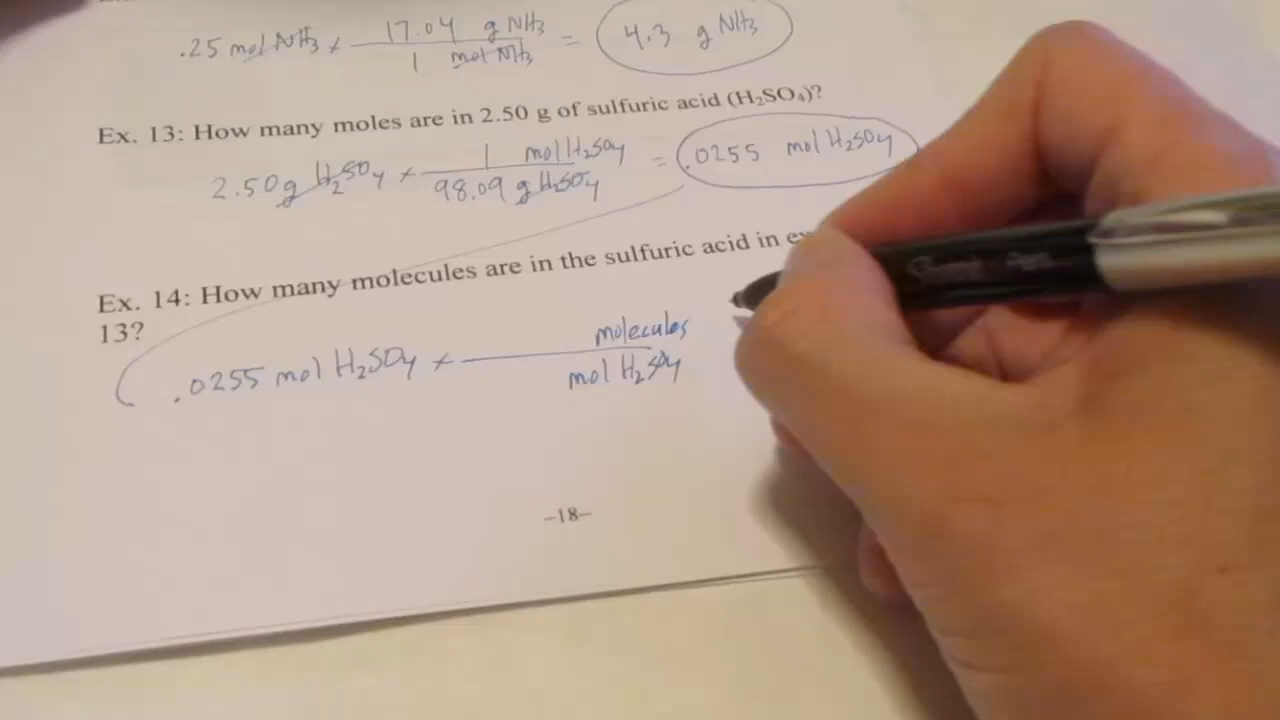 .25 mol NH3 × 17.04 g NH3 / 1 mol NH3 = 4.3 g NH3
Ex. 13: How many moles are in 2.50 g of sulfuric acid (H₂SO₄)?
2.50 g H2SO4 × 1 mol H2SO4 / 98.09 g H2SO4 = .0255 mol H2SO4
Ex. 14: How many molecules are in the sulfuric acid in
13?
.0255 mol H2SO4 × molecules / mol H2SO4
–18–